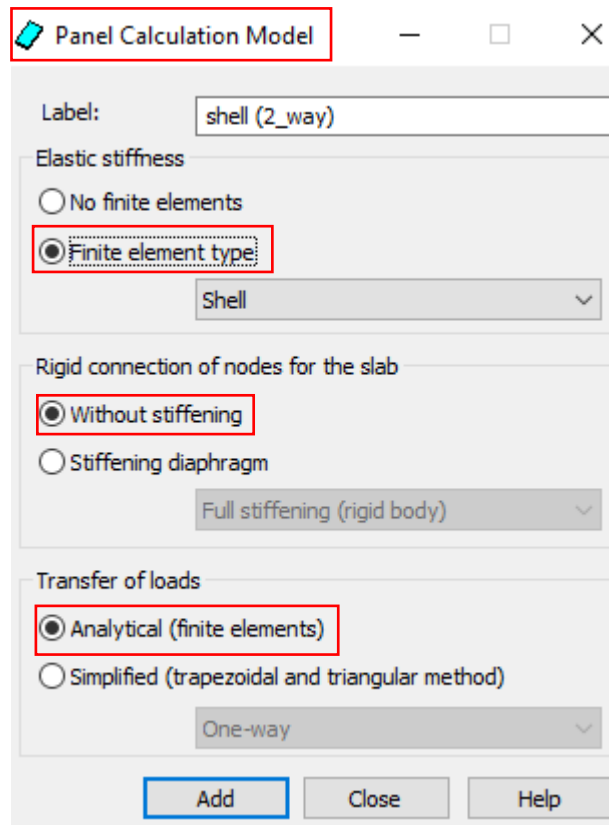 Panel Calculation Model
Label: shell (2_way)
Elastic stiffness
No finite elements
Finite element type
Shell
Rigid connection of nodes for the slab
Without stiffening
Stiffening diaphragm
Full stiffening (rigid body)
Transfer of loads
Analytical (finite elements)
Simplified (trapezoidal and triangular method)
One-way
Add Close Help